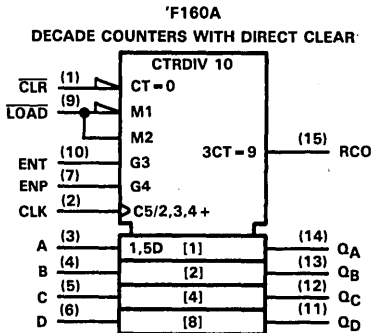 'F160A
DECADE COUNTERS WITH DIRECT CLEAR
CTRDIV 10
CLR (1) CT=0
LOAD (9) M1
M2
(15)
3CT=9 RCO
ENT (10) G3
ENP (7) G4
CLK (2) C5/2,3,4+
A (3) 1,5D [1] (14) QA
B (4) [2] (13) QB
C (5) [4] (12) QC
D (6) [8] (11) QD